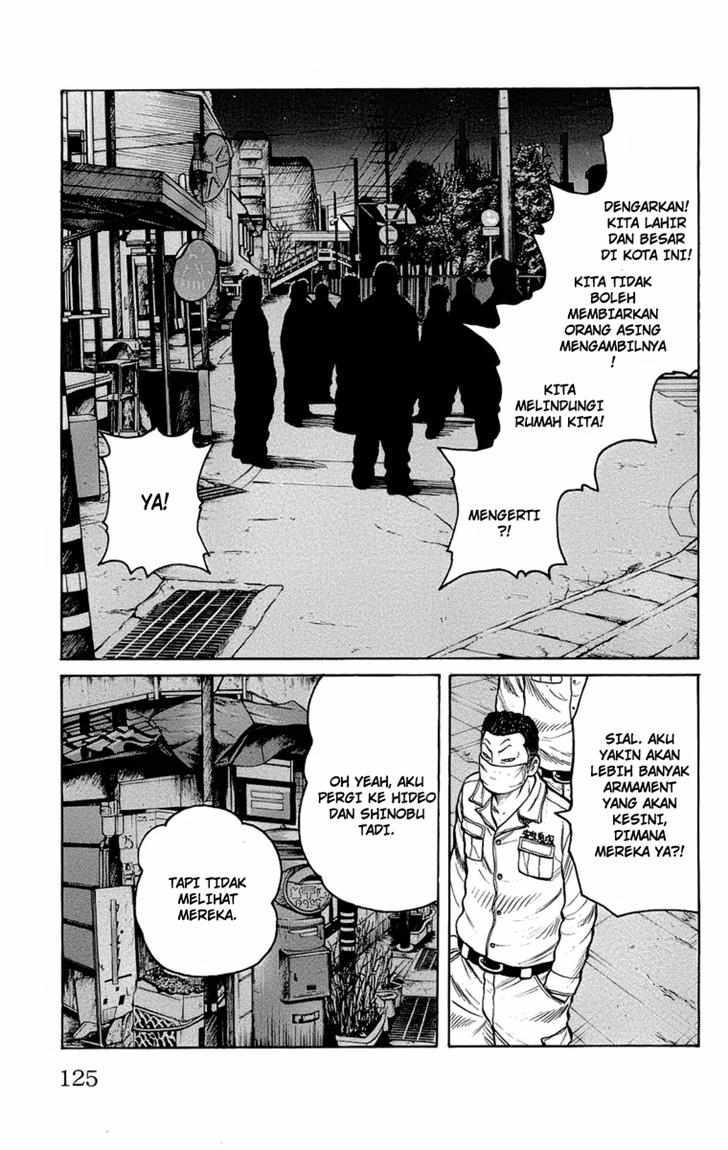 DENGARKAN!
KITA LAHIR
DAN BESAR
DI KOTA INI!
KITA TIDAK
BOLEH
MEMBIARKAN
ORANG ASING
MENGAMBILNYA
!
KITA
MELINDUNGI
RUMAH KITA!
MENGERTI
?!
YA!
SIAL. AKU
YAKIN AKAN
LEBIH BANYAK
ARMAMENT
YANG AKAN
KESINI,
DIMANA
MEREKA YA?!
OH YEAH, AKU
PERGI KE HIDEO
DAN SHINOBU
TADI.
TAPI TIDAK
MELIHAT
MEREKA.
125